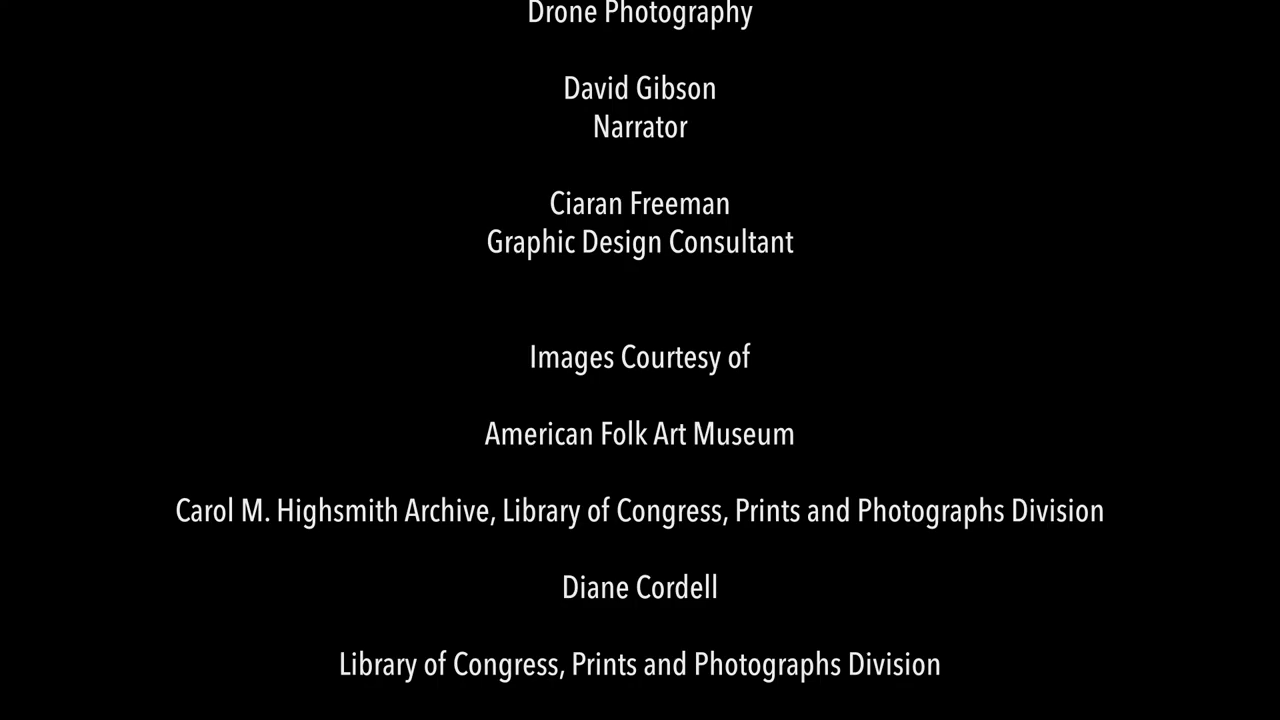 Drone Photography
David Gibson
Narrator
Ciaran Freeman
Graphic Design Consultant
Images Courtesy of
American Folk Art Museum
Carol M. Highsmith Archive, Library of Congress, Prints and Photographs Division
Diane Cordell
Library of Congress, Prints and Photographs Division